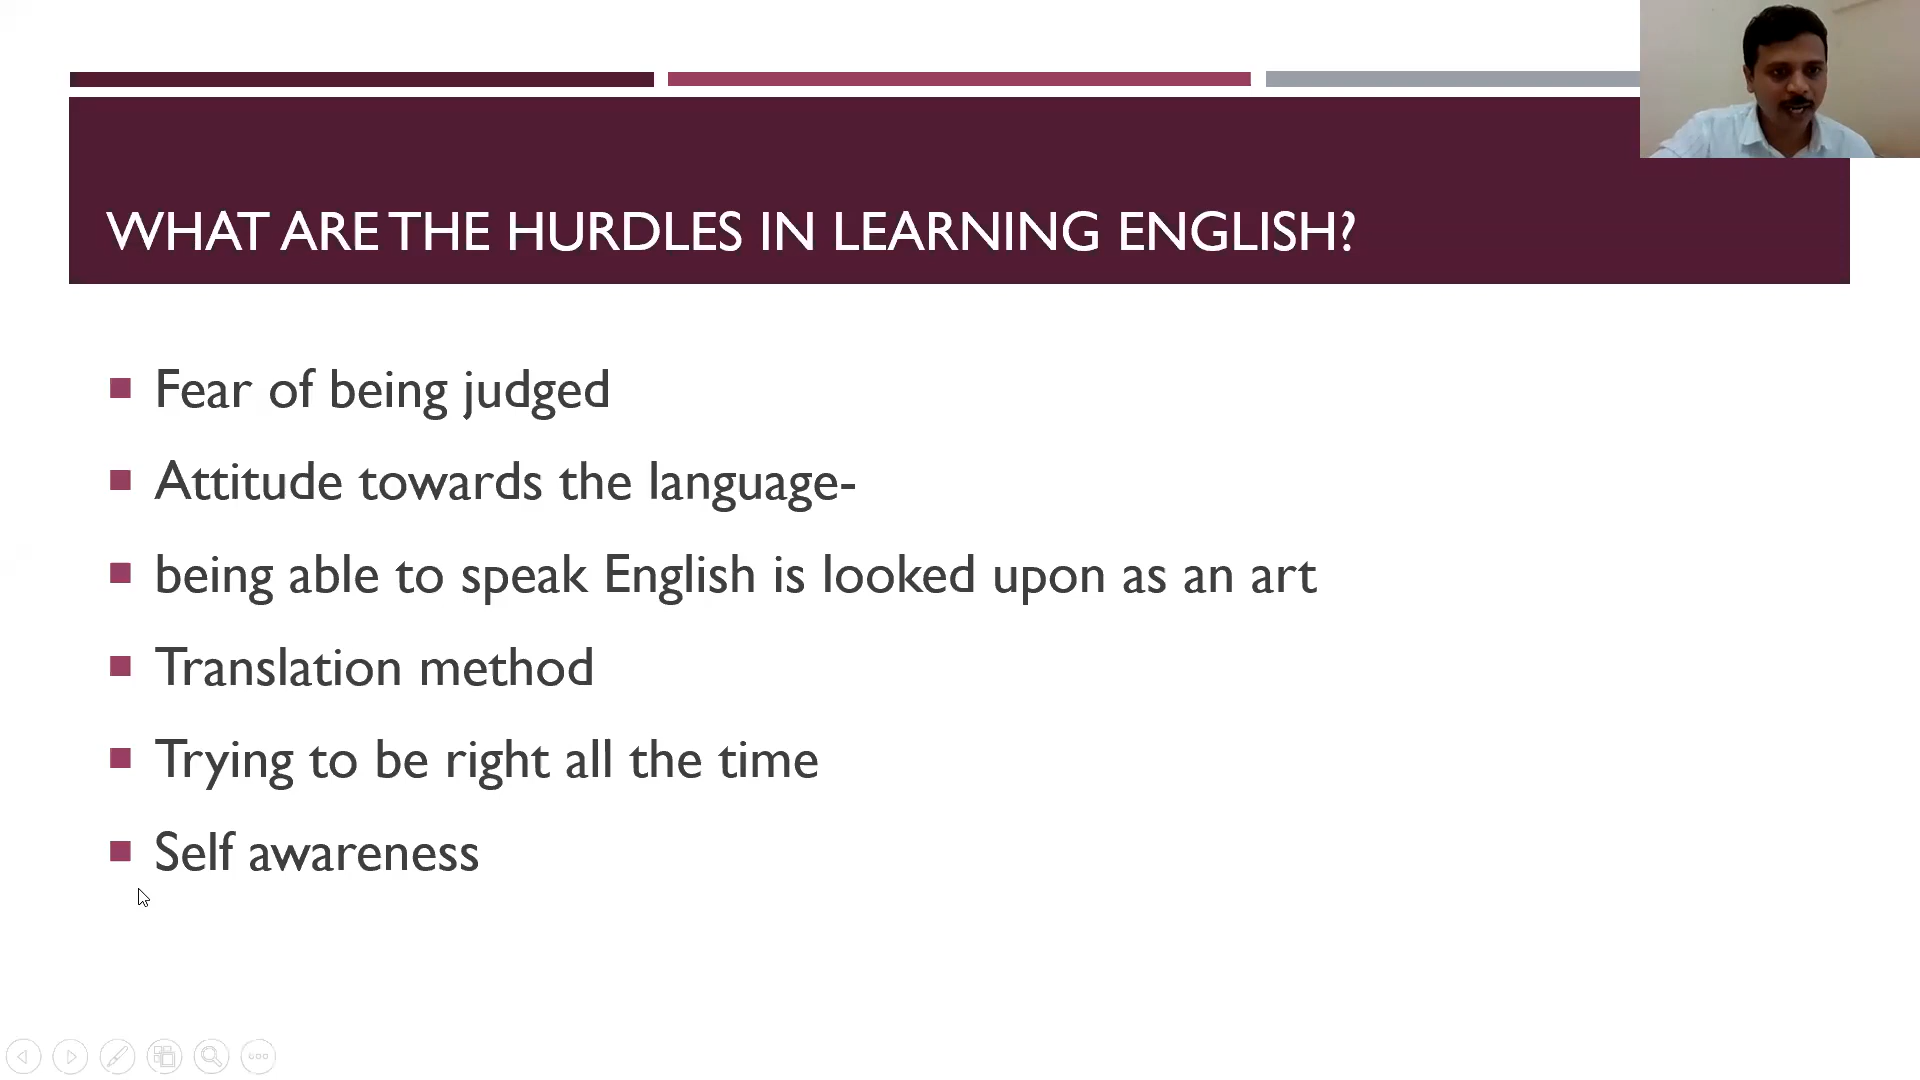 WHAT ARE THE HURDLES IN LEARNING ENGLISH?
Fear of being judged
Attitude towards the language-
being able to speak English is looked upon as an art
Translation method
Trying to be right all the time
Self awareness